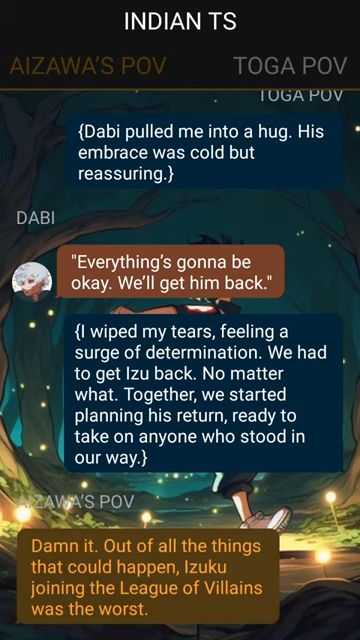 INDIAN TS
AIZAWA’S POV
TOGA POV
TOGA POV
{Dabi pulled me into a hug. His
embrace was cold but
reassuring.}
DABI
"Everything’s gonna be
okay. We’ll get him back."
{I wiped my tears, feeling a
surge of determination. We had
to get Izu back. No matter
what. Together, we started
planning his return, ready to
take on anyone who stood in
our way.}
AIZAWA’S POV
Damn it. Out of all the things
that could happen, Izuku
joining the League of Villains
was the worst.